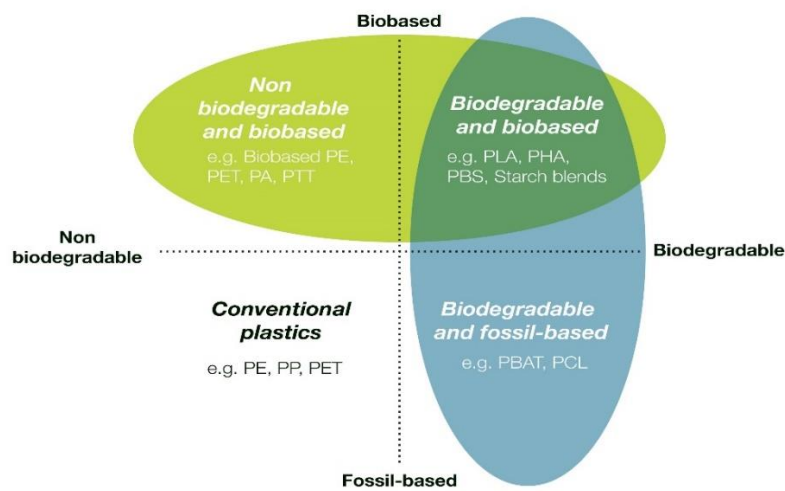 Biobased
Non
biodegradable
and biobased
e.g. Biobased PE,
PET, PA, PTT
Biodegradable
and biobased
e.g. PLA, PHA,
PBS, Starch blends
Non
biodegradable
Biodegradable
Conventional
plastics
e.g. PE, PP, PET
Biodegradable
and fossil-based
e.g. PBAT, PCL
Fossil-based